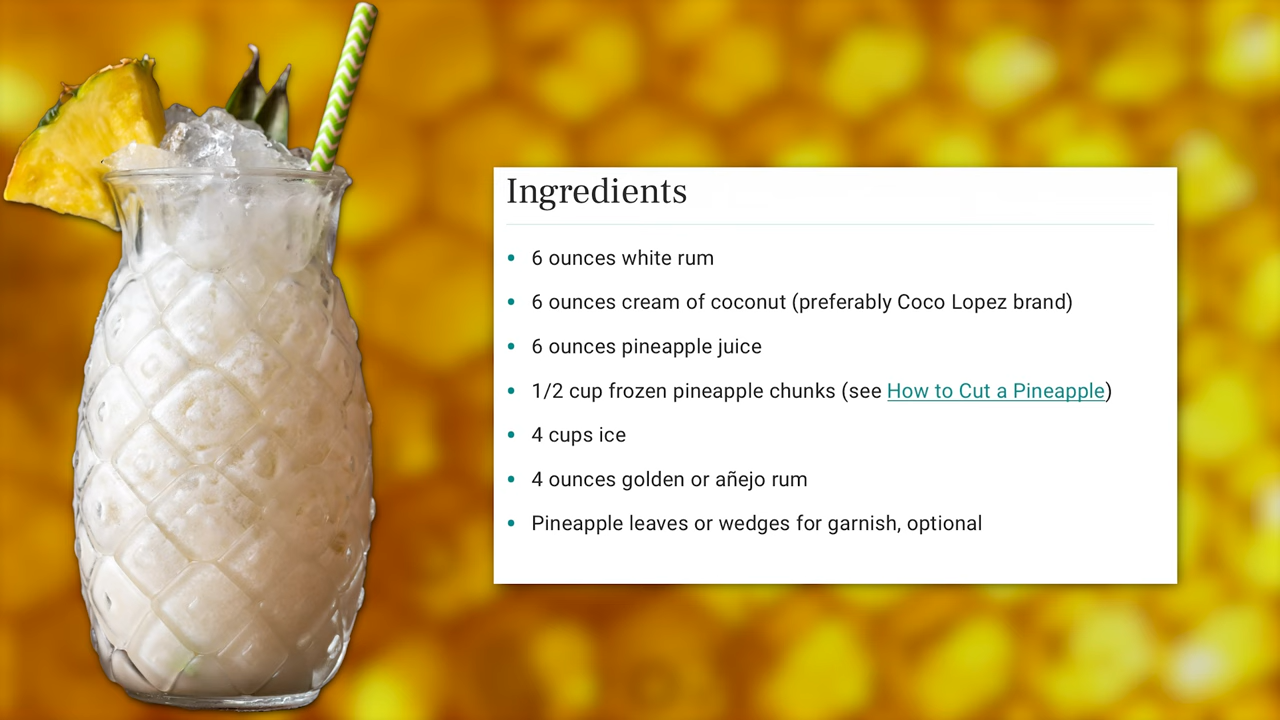 Ingredients
6 ounces white rum
6 ounces cream of coconut (preferably Coco Lopez brand)
6 ounces pineapple juice
1/2 cup frozen pineapple chunks (see How to Cut a Pineapple)
4 cups ice
4 ounces golden or añejo rum
Pineapple leaves or wedges for garnish, optional